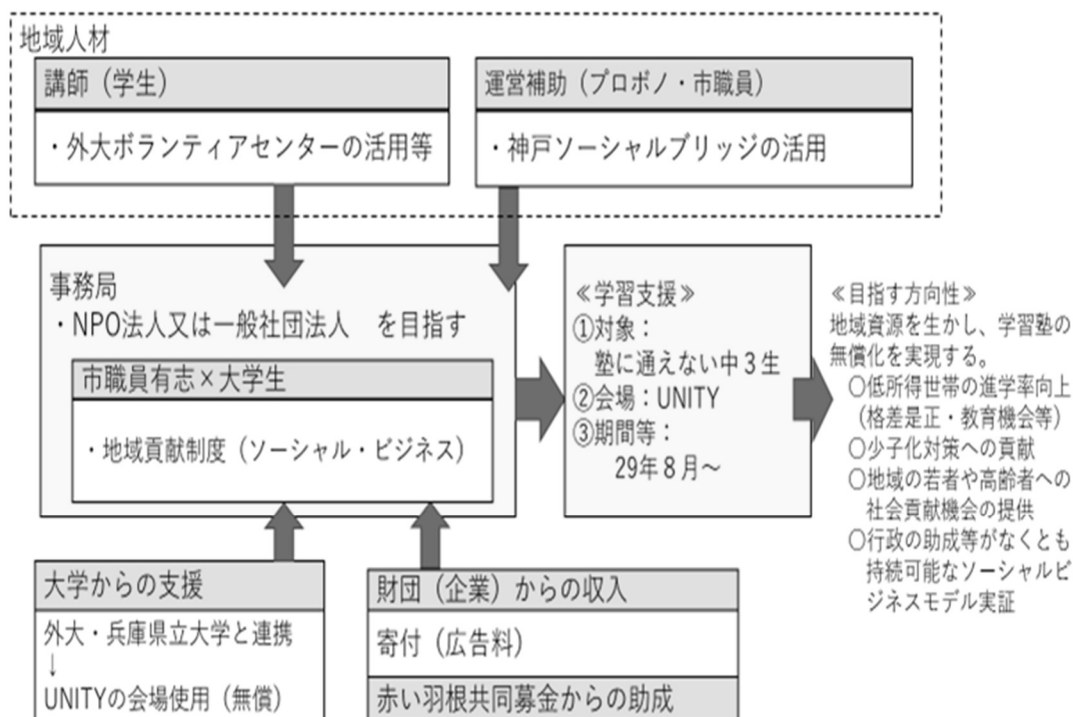 地域人材
講師（学生）
・外大ボランティアセンターの活用等
運営補助（プロボノ・市職員）
・神戸ソーシャルブリッジの活用
事務局
・NPO法人又は一般社団法人　を目指す
市職員有志×大学生
・地域貢献制度（ソーシャル・ビジネス）
≪学習支援≫
①対象：
塾に通えない中３生
②会場：UNITY
③期間等：
29年８月～
≪目指す方向性≫
地域資源を生かし、学習塾の
無償化を実現する。
○低所得世帯の進学率向上
（格差是正・教育機会等）
○少子化対策への貢献
○地域の若者や高齢者への
社会貢献機会の提供
○行政の助成等がなくとも
持続可能なソーシャルビ
ジネスモデル実証
大学からの支援
外大・兵庫県立大学と連携
↓
UNITYの会場使用（無償）
財団（企業）からの収入
寄付（広告料）
赤い羽根共同募金からの助成